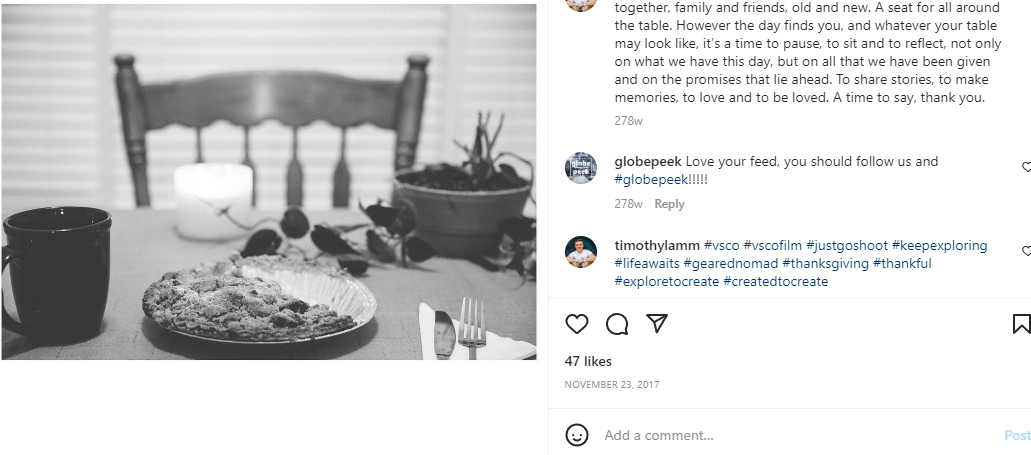 together, family and friends, old and new. A seat for all around
the table. However the day finds you, and whatever your table
may look like, it's a time to pause, to sit and to reflect, not only
on what we have this day, but on all that we have been given
and on the promises that lie ahead. To share stories, to make
memories, to love and to be loved. A time to say, thank you.
278w
globepeek Love your feed, you should follow us and
#globepeek!!!!!
278w Reply
globe
peek
timothylamm #vsco #vscofilm #justgoshoot #keepexploring
#lifeawaits #gearednomad #thanksgiving #thankful
#exploretocreate #createdtocreate
47 likes
NOVEMBER 23, 2017
Add a comment... Post